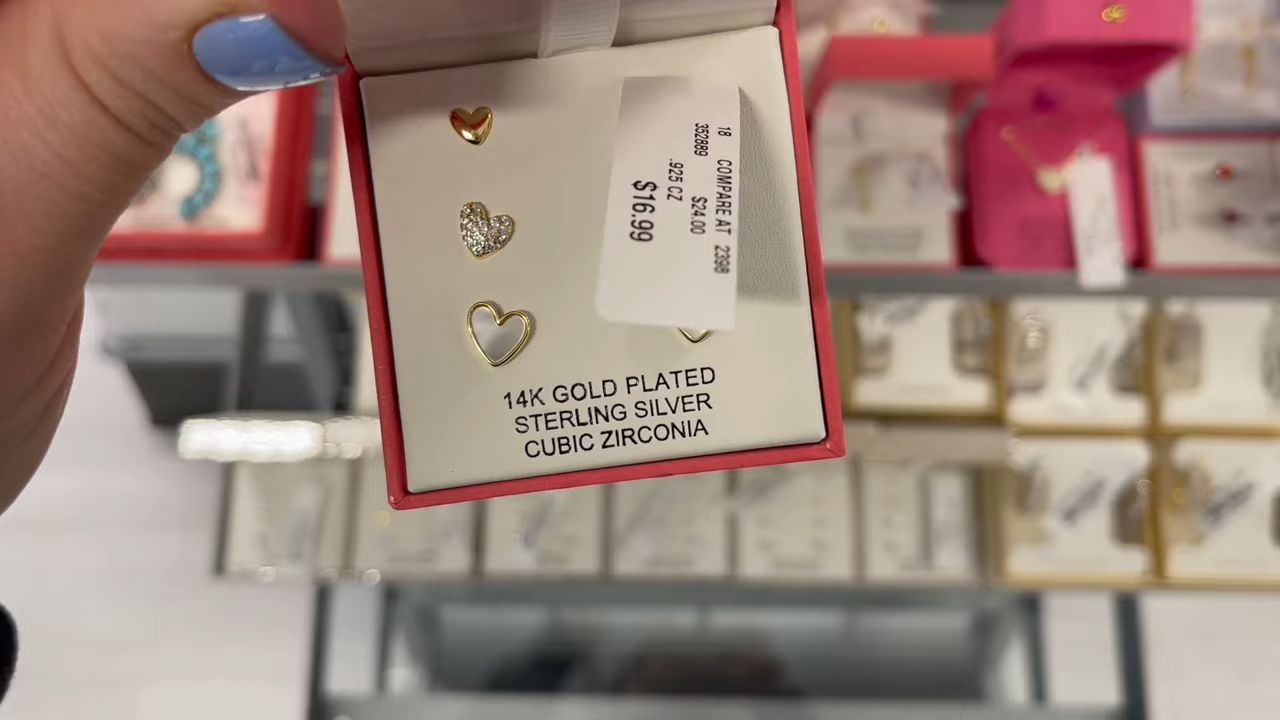 18 COMPARE AT 2398
352889 $24.00
.925 CZ
$16.99
14K GOLD PLATED
STERLING SILVER
CUBIC ZIRCONIA